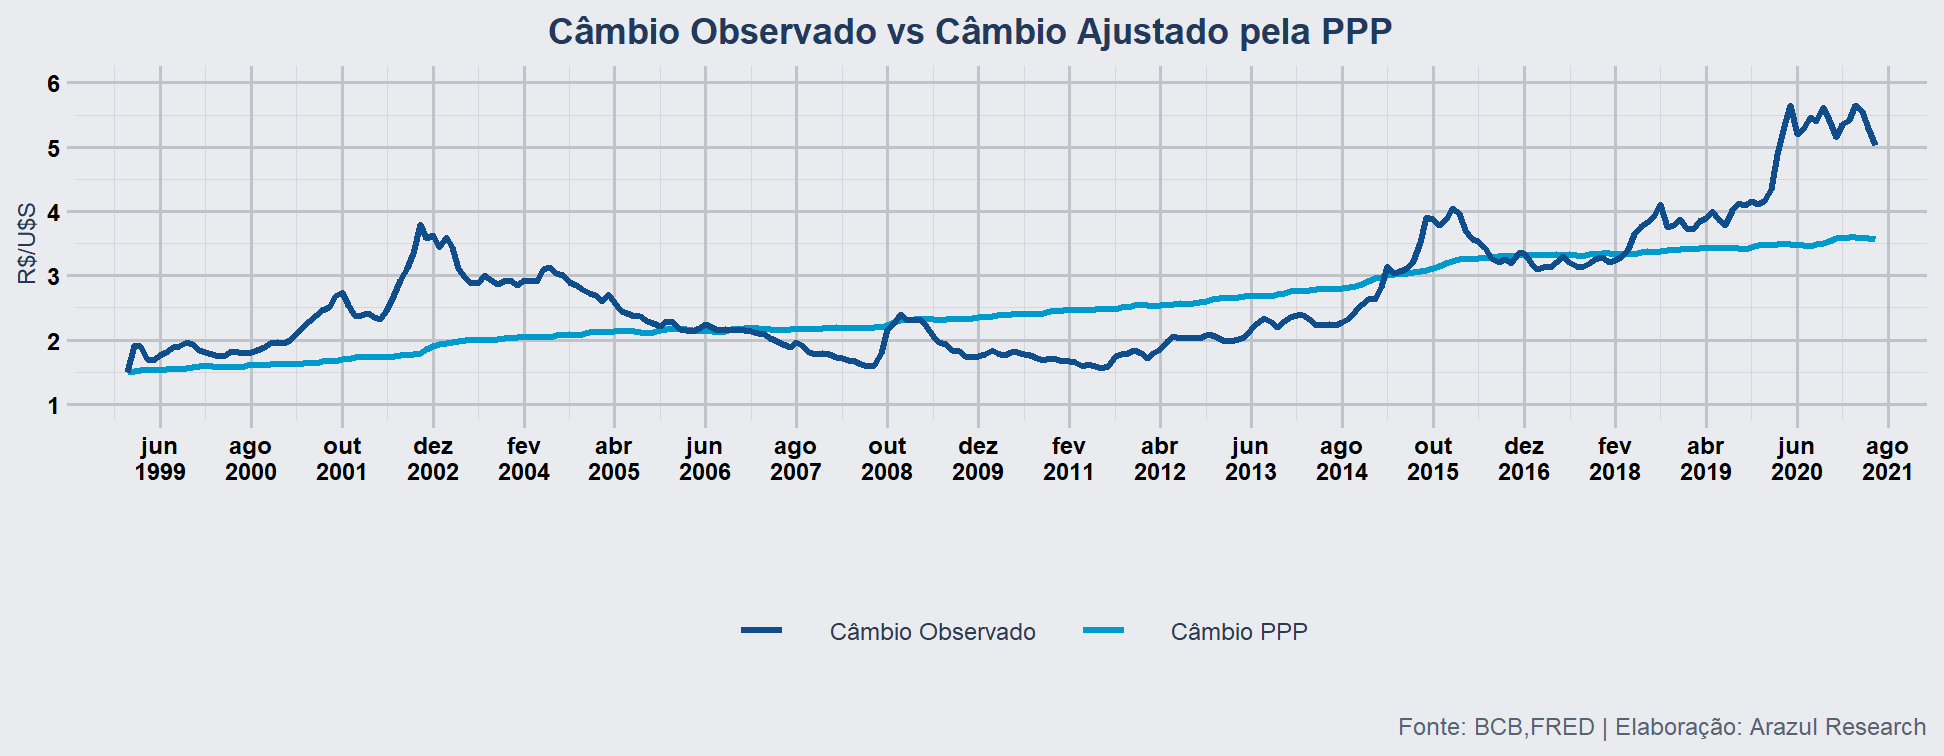 Câmbio Observado vs Câmbio Ajustado pela PPP
R$/U$S
6
5
4
3
2
1
jun ago out dez fev abr jun ago out dez fev abr jun ago out dez fev abr jun ago
1999 2000 2001 2002 2004 2005 2006 2007 2008 2009 2011 2012 2013 2014 2015 2016 2018 2019 2020 2021
Câmbio Observado Câmbio PPP
Fonte: BCB,FRED | Elaboração: Arazul Research